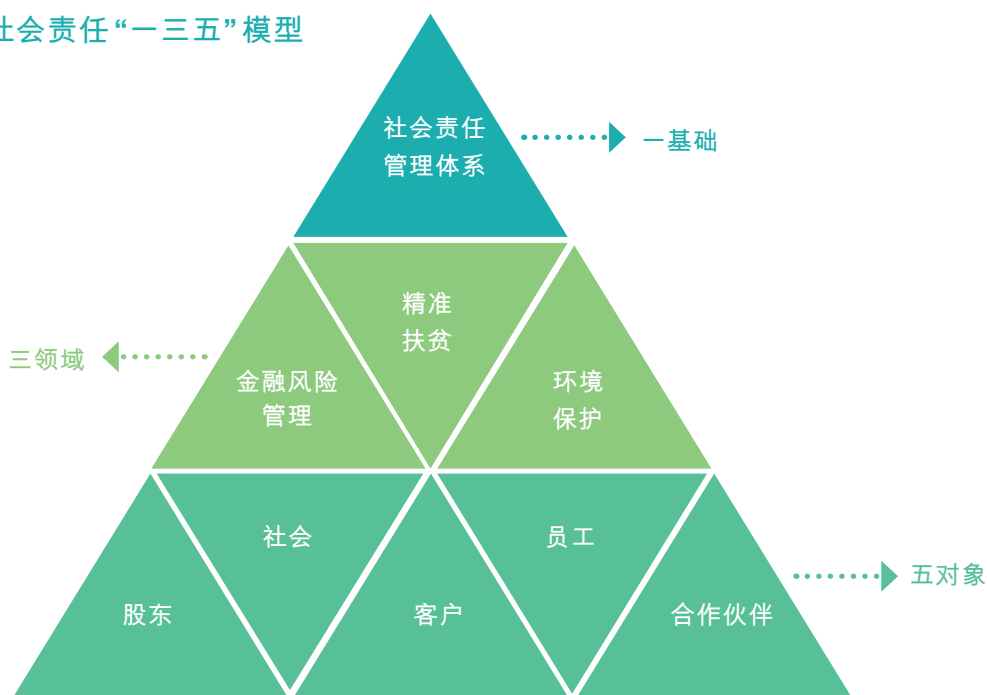 社会责任“一三五”模型
社会责任
管理体系
一基础
精准
扶贫
三领域
金融风险
管理
环境
保护
社会
员工
五对象
股东
客户
合作伙伴